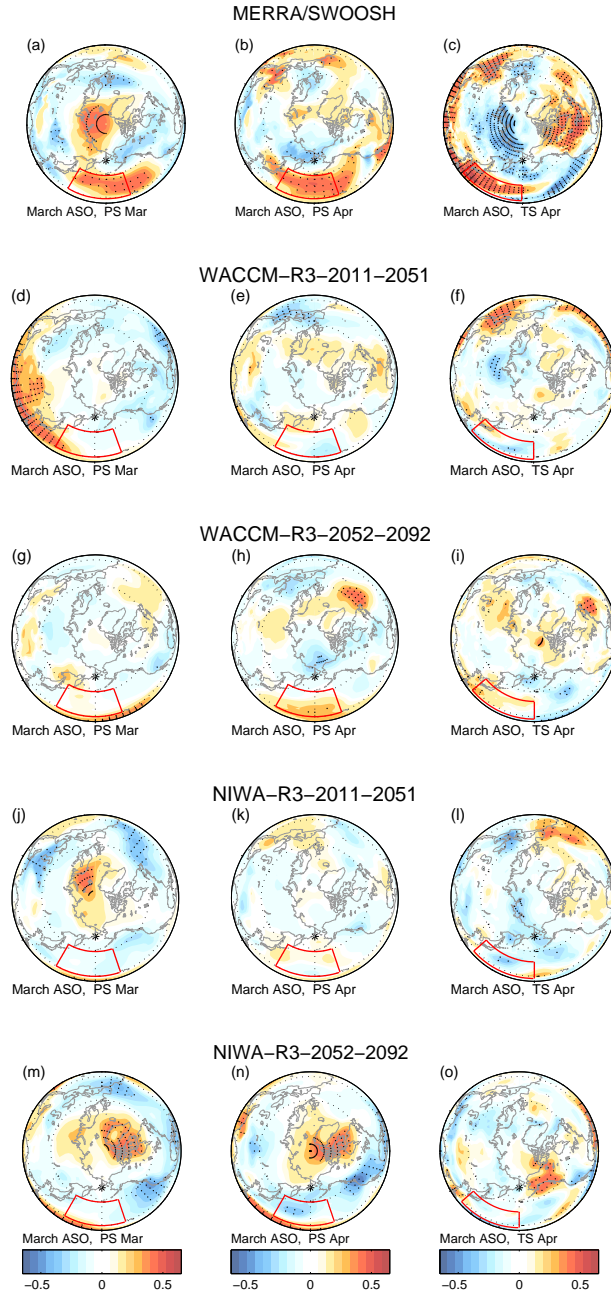 MERRA/SWOOSH
(a) (b) (c)
March ASO, PS Mar March ASO, PS Apr March ASO, TS Apr
WACCM−R3−2011−2051
(d) (e) (f)
March ASO, PS Mar March ASO, PS Apr March ASO, TS Apr
WACCM−R3−2052−2092
(g) (h) (i)
March ASO, PS Mar March ASO, PS Apr March ASO, TS Apr
NIWA−R3−2011−2051
(j) (k) (l)
March ASO, PS Mar March ASO, PS Apr March ASO, TS Apr
NIWA−R3−2052−2092
(m) (n) (o)
March ASO, PS Mar March ASO, PS Apr March ASO, TS Apr
−0.5 0 0.5 −0.5 0 0.5 −0.5 0 0.5